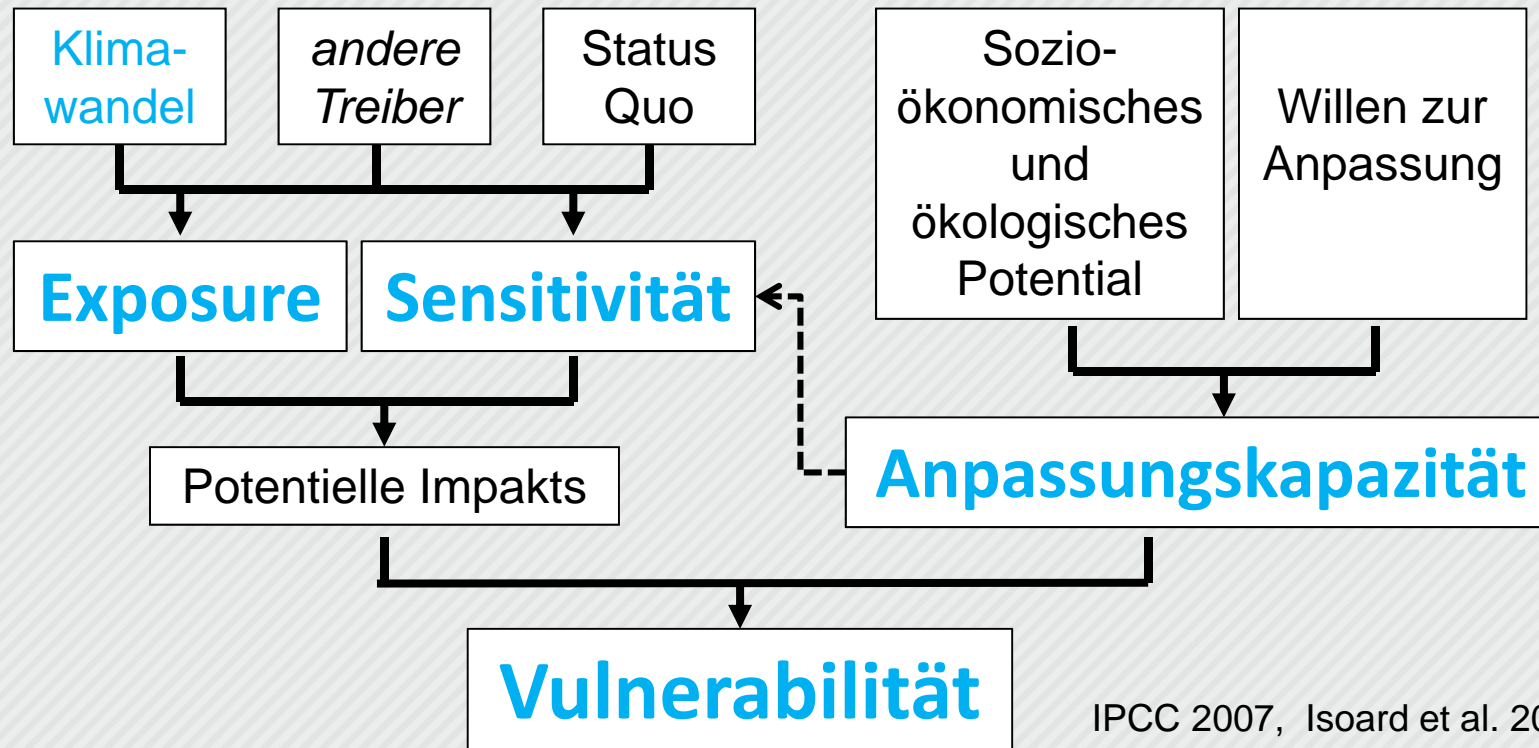 Klima-
wandel
andere
Treiber
Status
Quo
Sozio-
ökonomisches
und
ökologisches
Potential
Willen zur
Anpassung
Exposure
Sensitivität
Potentielle Impakts
Anpassungskapazität
Vulnerabilität
IPCC 2007, Isoard et al.